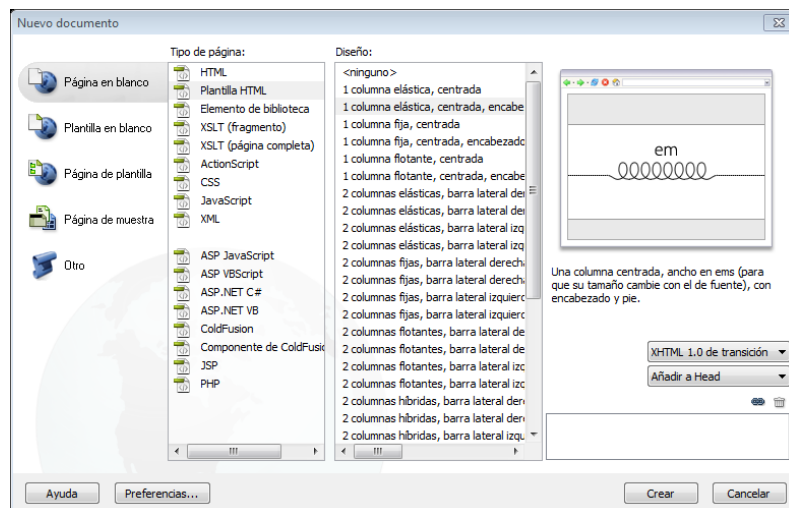 Nuevo documento
Tipo de página:
Diseño:
Página en blanco
Plantilla en blanco
Página de plantilla
Página de muestra
Otro
HTML
Plantilla HTML
Elemento de biblioteca
XSLT (fragmento)
XSLT (página completa)
ActionScript
CSS
JavaScript
XML
ASP JavaScript
ASP VBScript
ASP.NET C#
ASP.NET VB
ColdFusion
Componente de ColdFusic
JSP
PHP
<ninguno>
1 columna elástica, centrada
1 columna elástica, centrada, encabe
1 columna fija, centrada
1 columna fija, centrada, encabezado
1 columna flotante, centrada
1 columna flotante, centrada, encabe
2 columnas elásticas, barra lateral der
2 columnas elásticas, barra lateral der
2 columnas elásticas, barra lateral izq
2 columnas elásticas, barra lateral izq
2 columnas fijas, barra lateral derech
2 columnas fijas, barra lateral derech
2 columnas fijas, barra lateral izquierc
2 columnas fijas, barra lateral izquierc
2 columnas flotantes, barra lateral de
2 columnas flotantes, barra lateral de
2 columnas flotantes, barra lateral izc
2 columnas flotantes, barra lateral izc
2 columnas híbridas, barra lateral der
2 columnas híbridas, barra lateral der
2 columnas híbridas, barra lateral izqu
em
Una columna centrada, ancho en ems (para
que su tamaño cambie con el de fuente), con
encabezado y pie.
XHTML 1.0 de transición
Añadir a Head
Ayuda
Preferencias...
Crear
Cancelar